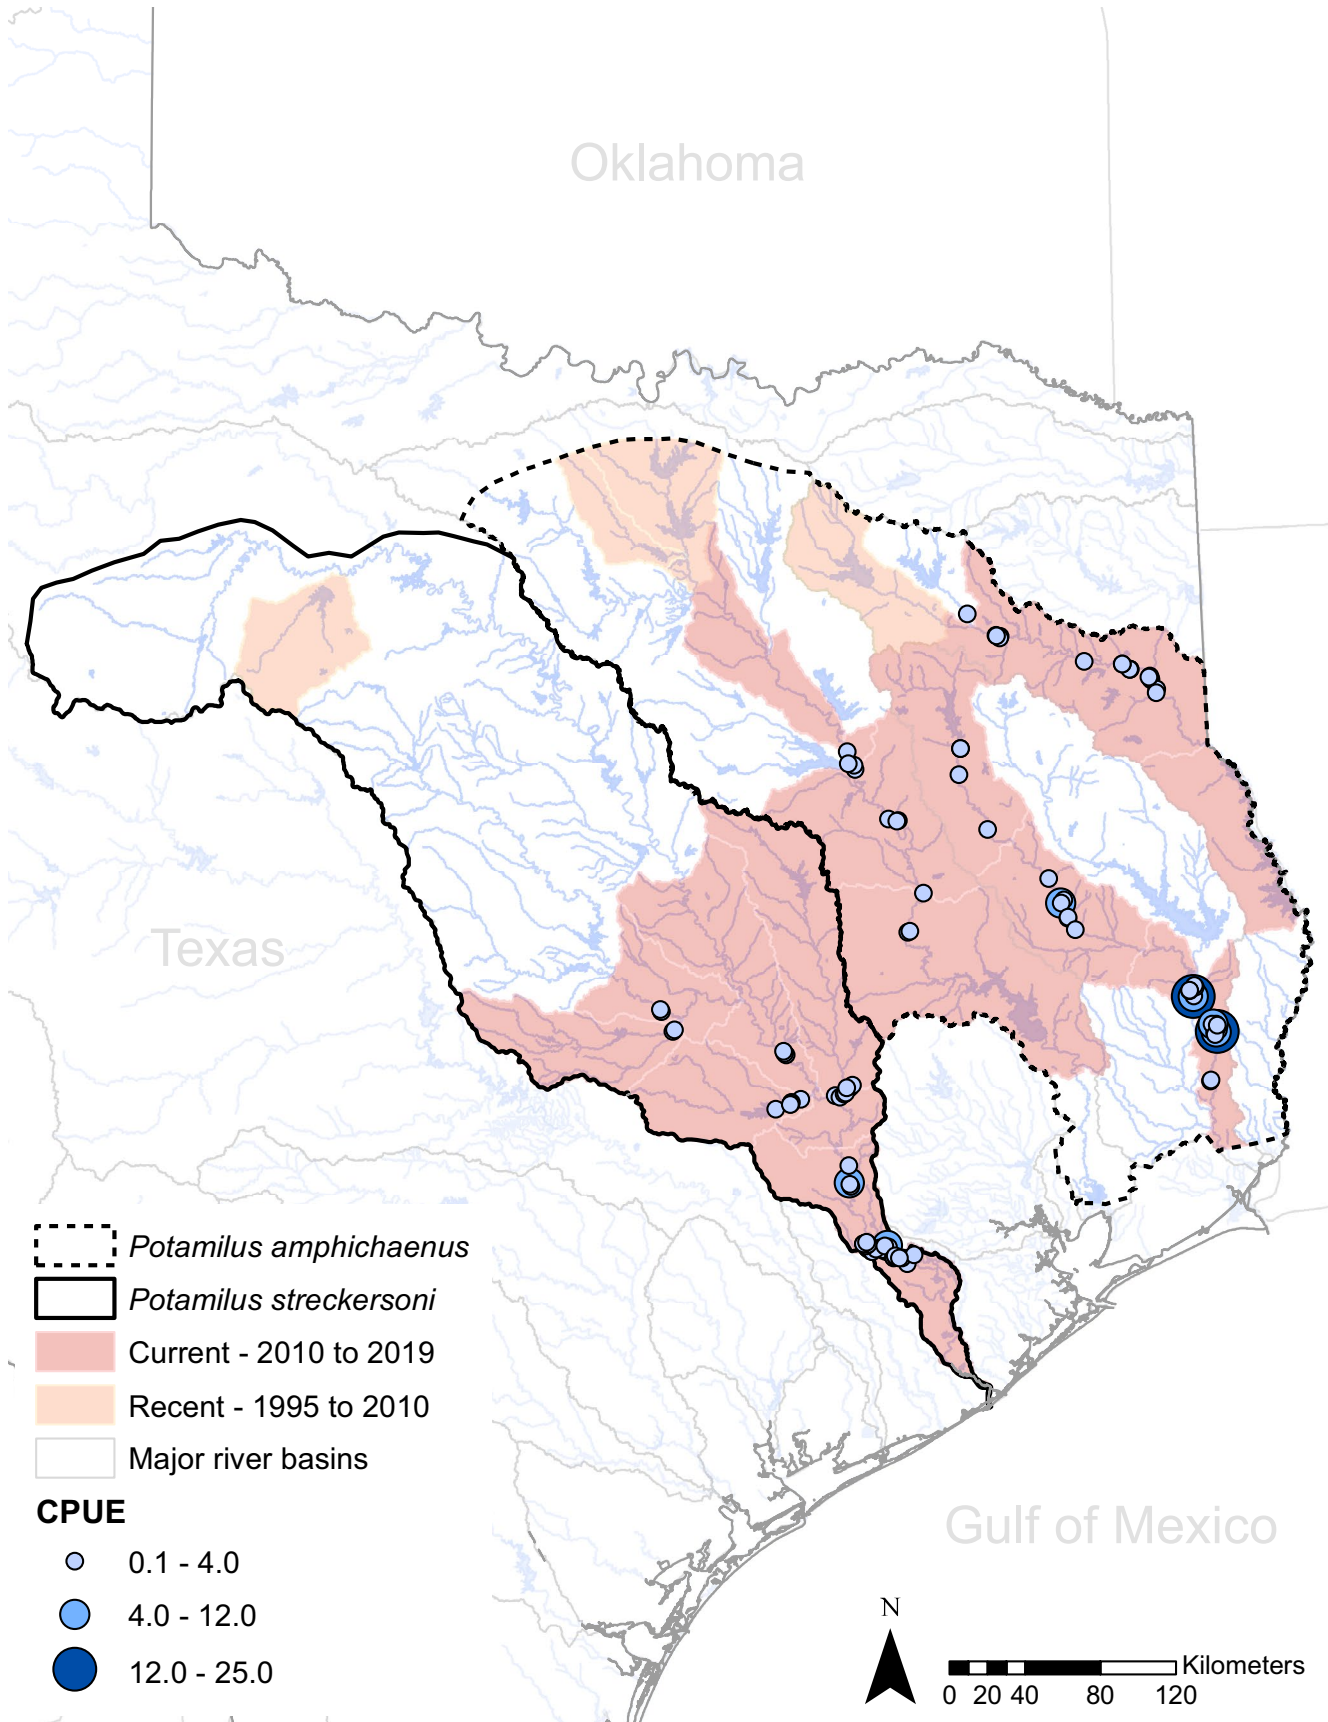 Oklahoma
Texas
Potamilus amphichaenus
Potamilus streckersoni
Current - 2010 to 2019
Recent - 1995 to 2010
Major river basins
CPUE
0.1 - 4.0
4.0 - 12.0
12.0 - 25.0
Gulf of Mexico
N
Kilometers
0 20 40 80 120